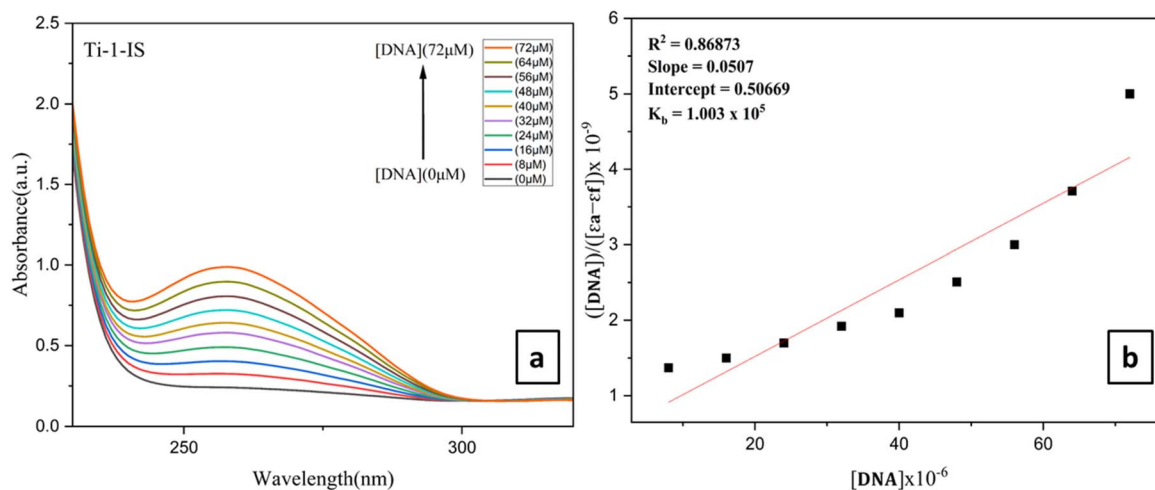 Ti-1-IS
[DNA](72μM)
[DNA](0μM)
(72μM)
(64μM)
(56μM)
(48μM)
(40μM)
(32μM)
(24μM)
(16μM)
(8μM)
(0μM)
2.5
2.0
1.5
1.0
0.5
0.0
Absorbance(a.u.)
250
300
Wavelength(nm)
a
R² = 0.86873
Slope = 0.0507
Intercept = 0.50669
K_b = 1.003 x 10⁵
6
5
4
3
2
1
([DNA])/([εa−εf])x 10⁻⁹
20
40
60
[DNA]x10⁻⁶
b